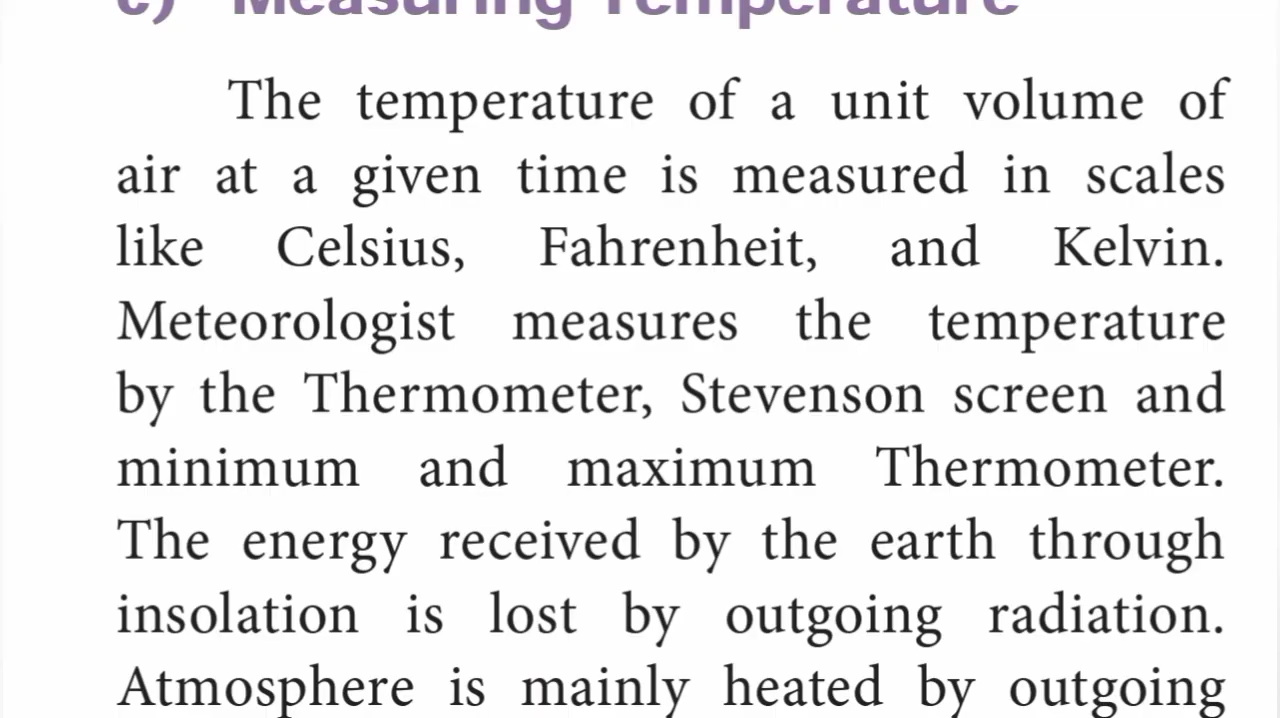 c) Measuring Temperature
The temperature of a unit volume of
air at a given time is measured in scales
like Celsius, Fahrenheit, and Kelvin.
Meteorologist measures the temperature
by the Thermometer, Stevenson screen and
minimum and maximum Thermometer.
The energy received by the earth through
insolation is lost by outgoing radiation.
Atmosphere is mainly heated by outgoing